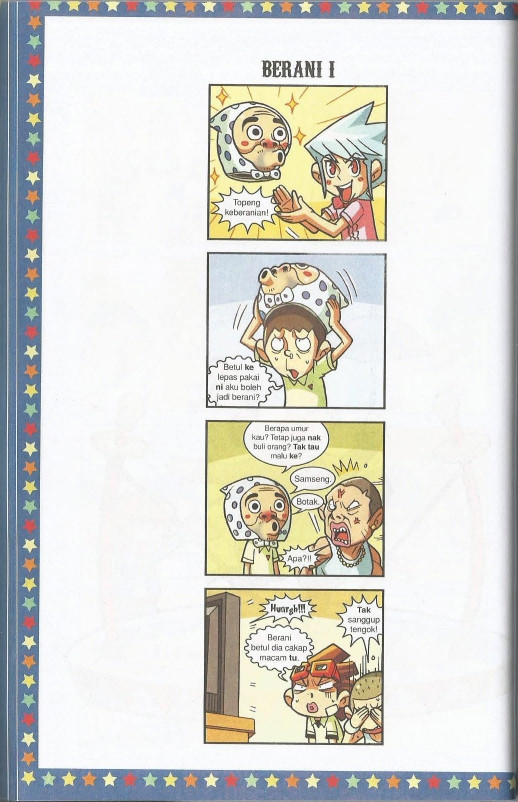 BERANI I
Topeng
keberanian!
Betul ke
lepas pakai
ni aku boleh
jadi berani?
Berapa umur
kau? Tetap juga nak
buli orang? Tak tau
malu ke?
Samseng.
Botak.
Apa?!!
Huargh!!!
Tak
sanggup
tengok!
Berani
betul dia cakap
macam tu.